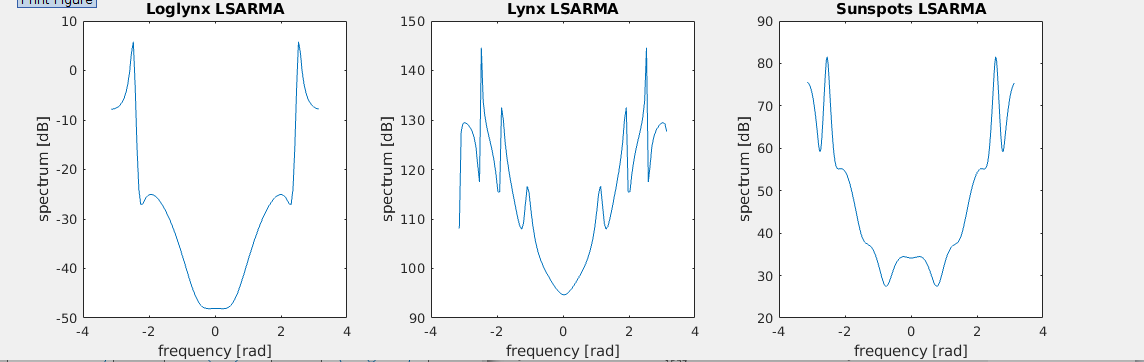 Print Figure
Loglynx LSARMA
10
0
-10
-20
-30
-40
-50
-4 -2 0 2 4
spectrum [dB]
frequency [rad]
Lynx LSARMA
150
140
130
120
110
100
90
-4 -2 0 2 4
spectrum [dB]
frequency [rad]
Sunspots LSARMA
90
80
70
60
50
40
30
20
-4 -2 0 2 4
spectrum [dB]
frequency [rad]